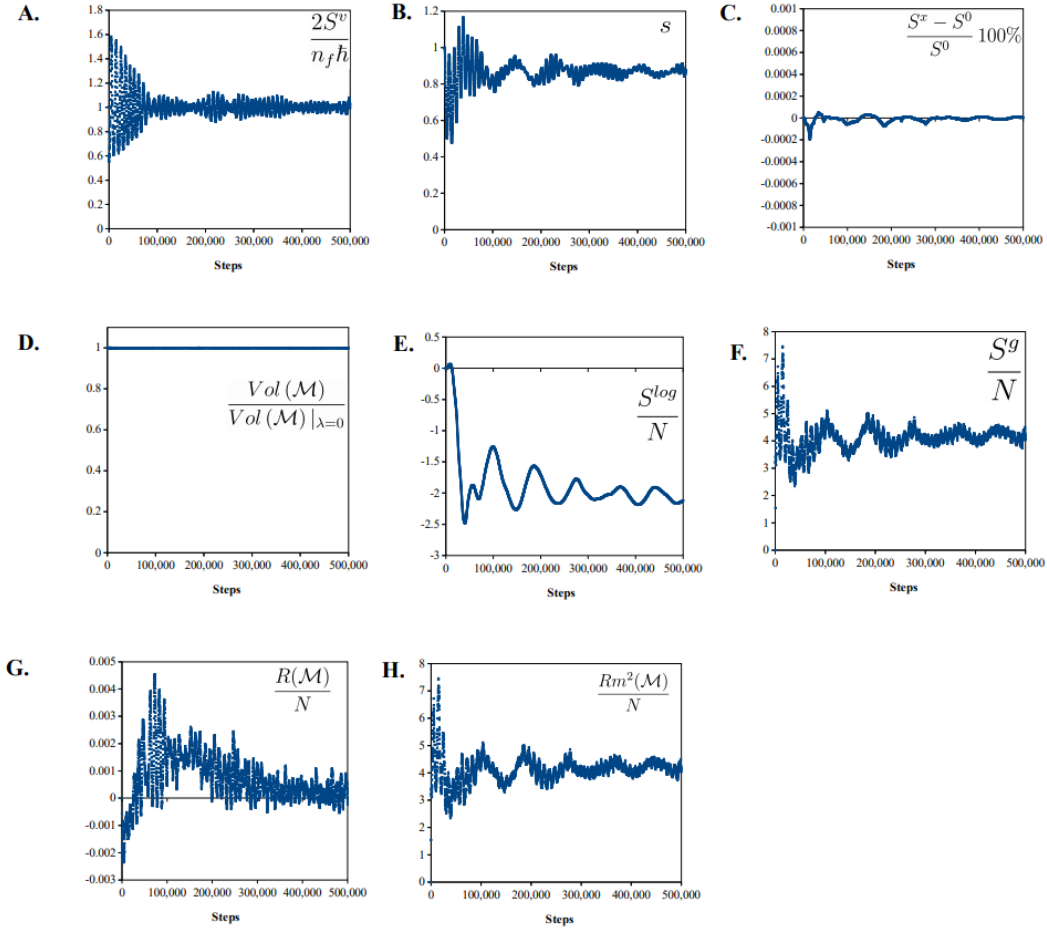 A.
1.8
1.6
1.4
1.2
1
0.8
0.6
0.4
0.2
0
0 100,000 200,000 300,000 400,000 500,000
Steps
2S^v
n_f ħ
B.
1.2
1
0.8
0.6
0.4
0.2
0
0 100,000 200,000 300,000 400,000 500,000
Steps
s
C.
0.001
0.0008
0.0006
0.0004
0.0002
0
-0.0002
-0.0004
-0.0006
-0.0008
-0.001
0 100,000 200,000 300,000 400,000 500,000
Steps
S^x − S^0
S^0
100%
D.
1
0.8
0.6
0.4
0.2
0
0 100,000 200,000 300,000 400,000 500,000
Steps
Vol (M)
Vol (M) |_{λ=0}
E.
0.5
0
-0.5
-1
-1.5
-2
-2.5
-3
0 100,000 200,000 300,000 400,000 500,000
Steps
S^{log}
N
F.
8
7
6
5
4
3
2
1
0
0 100,000 200,000 300,000 400,000 500,000
Steps
S^g
N
G.
0.005
0.004
0.003
0.002
0.001
0
-0.001
-0.002
-0.003
0 100,000 200,000 300,000 400,000 500,000
Steps
R(M)
N
H.
8
7
6
5
4
3
2
1
0
0 100,000 200,000 300,000 400,000 500,000
Steps
Rm²(M)
N